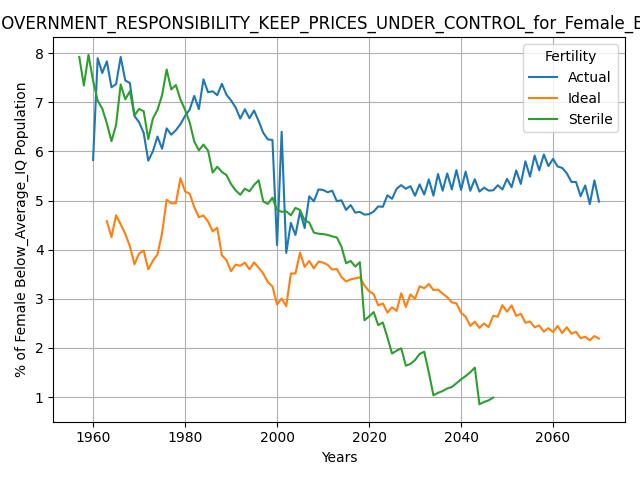 OVERNMENT_RESPONSIBILITY_KEEP_PRICES_UNDER_CONTROL_for_Female_B
% of Female Below_Average_IQ Population
8
7
6
5
4
3
2
1
1960 1980 2000 2020 2040 2060
Years
Fertility
Actual
Ideal
Sterile